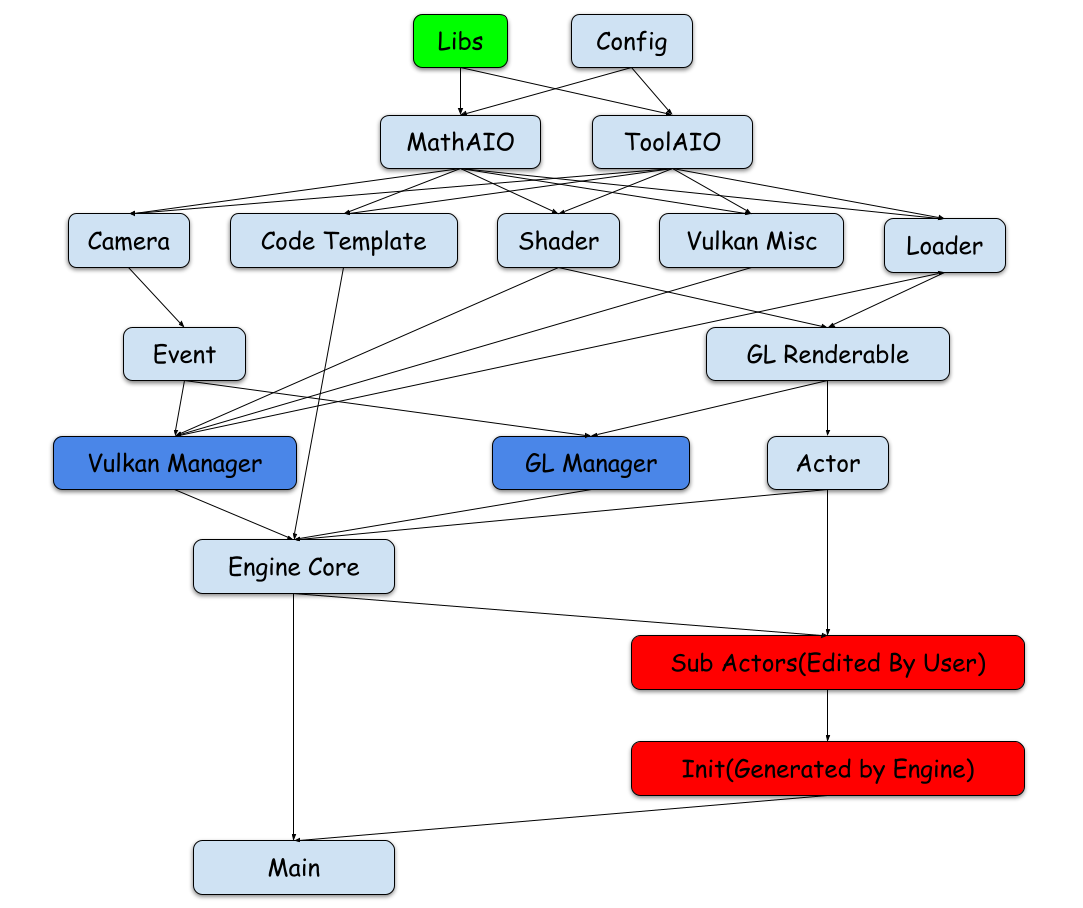 Libs
Config
MathAIO
ToolAIO
Camera
Code Template
Shader
Vulkan Misc
Loader
Event
GL Renderable
Vulkan Manager
GL Manager
Actor
Engine Core
Sub Actors(Edited By User)
Init(Generated by Engine)
Main